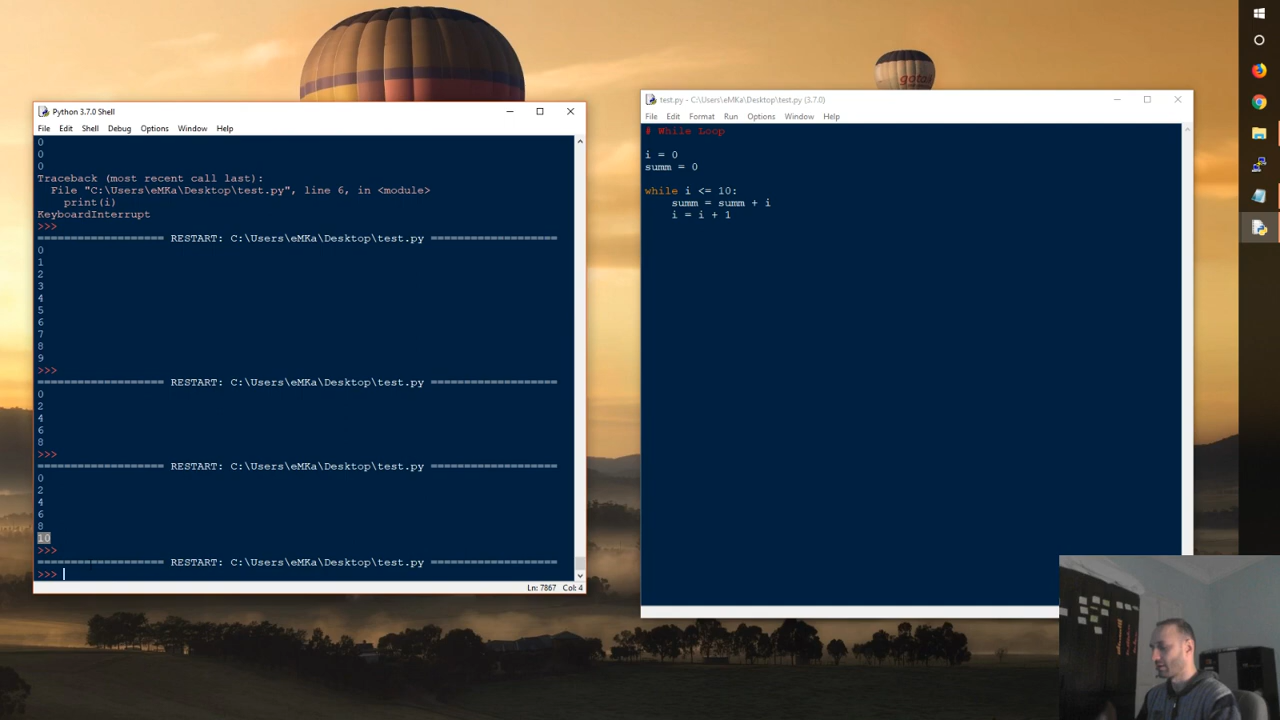 Python 3.7.0 Shell
File Edit Shell Debug Options Window Help
0
0
0
Traceback (most recent call last):
  File "C:\Users\eMKa\Desktop\test.py", line 6, in <module>
    print(i)
KeyboardInterrupt
>>>
=================== RESTART: C:\Users\eMKa\Desktop\test.py ===================
0
1
2
3
4
5
6
7
8
9
>>>
=================== RESTART: C:\Users\eMKa\Desktop\test.py ===================
0
2
4
6
8
>>>
=================== RESTART: C:\Users\eMKa\Desktop\test.py ===================
0
2
4
6
8
10
>>>
=================== RESTART: C:\Users\eMKa\Desktop\test.py ===================
>>>
Ln: 7867 Col: 4
test.py - C:\Users\eMKa\Desktop\test.py (3.7.0)
File Edit Format Run Options Window Help
# While Loop
i = 0
summ = 0
while i <= 10:
    summ = summ + i
    i = i + 1